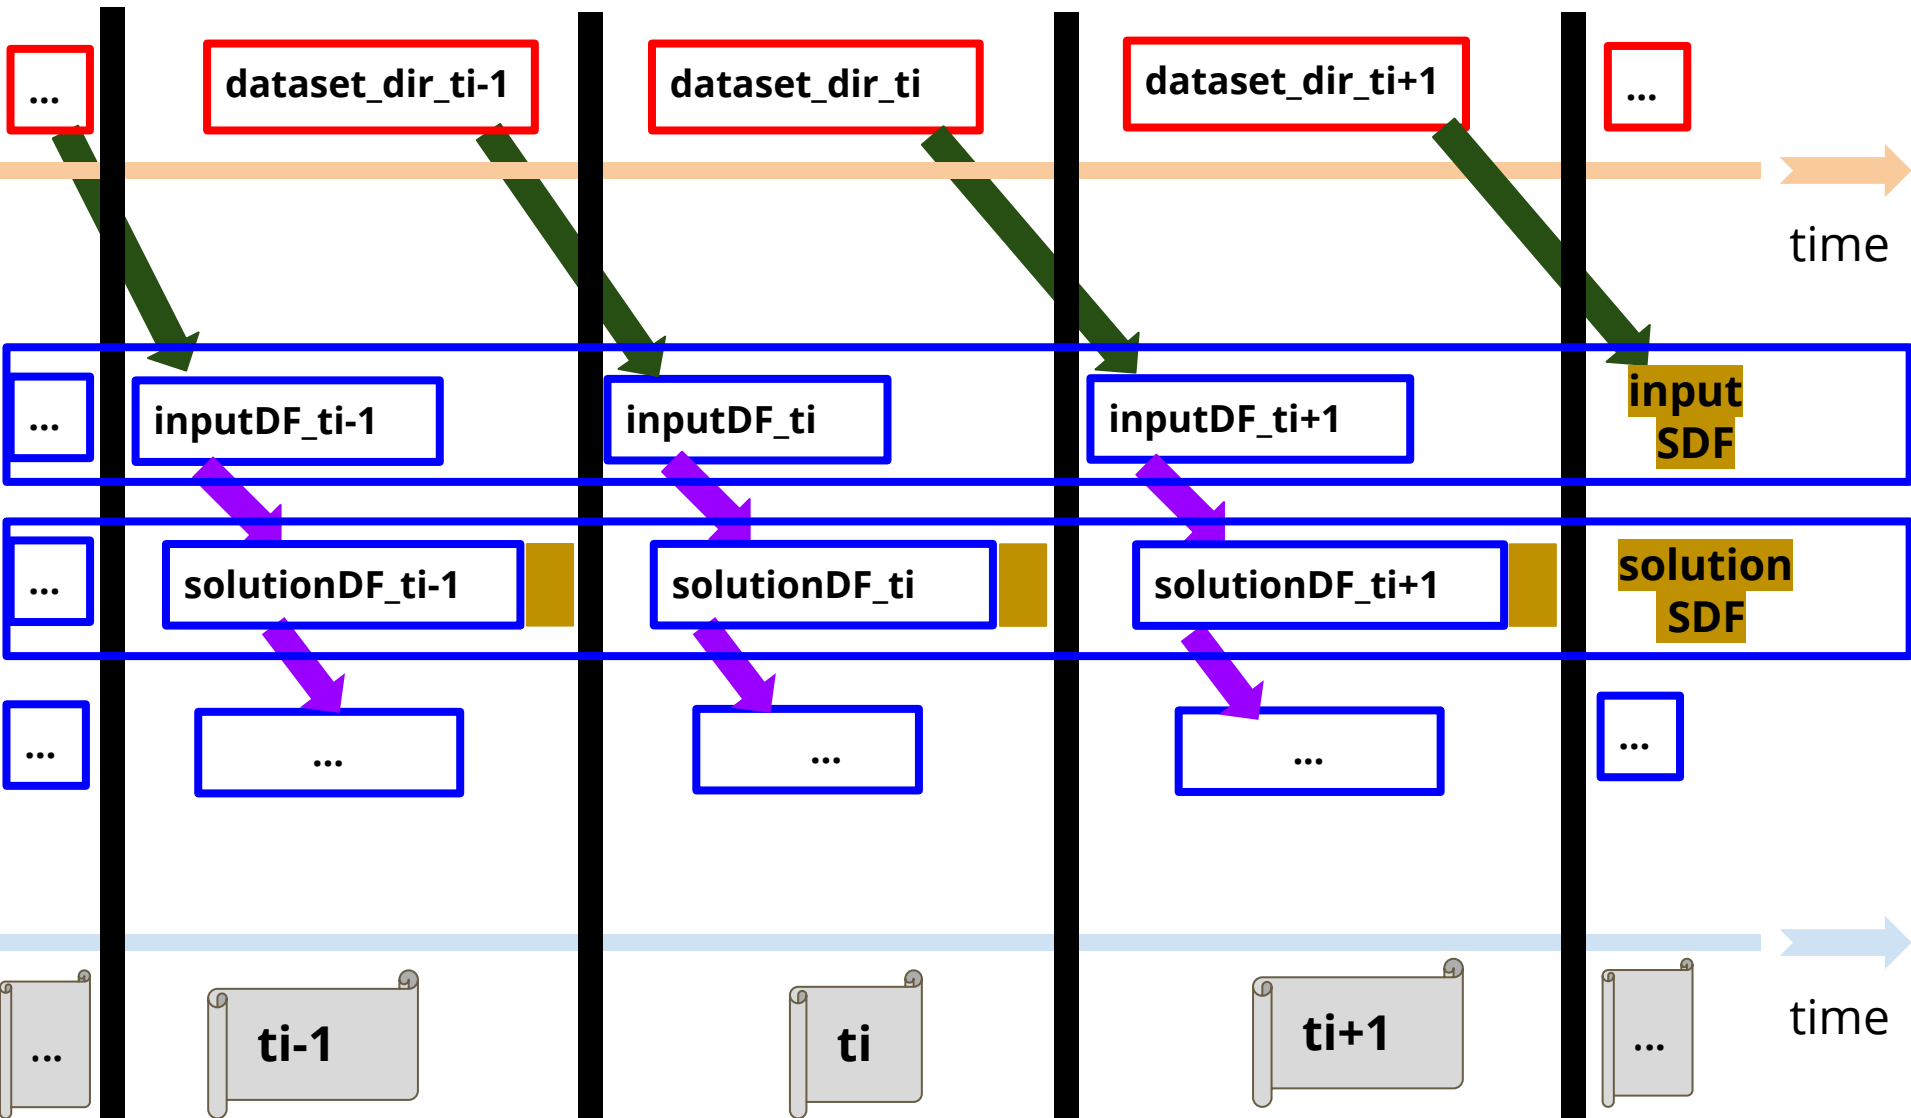 ...
dataset_dir_ti-1
dataset_dir_ti
dataset_dir_ti+1
...
time
...
inputDF_ti-1
inputDF_ti
inputDF_ti+1
input
SDF
...
solutionDF_ti-1
solutionDF_ti
solutionDF_ti+1
solution
SDF
...
...
...
...
...
...
ti-1
ti
ti+1
...
time